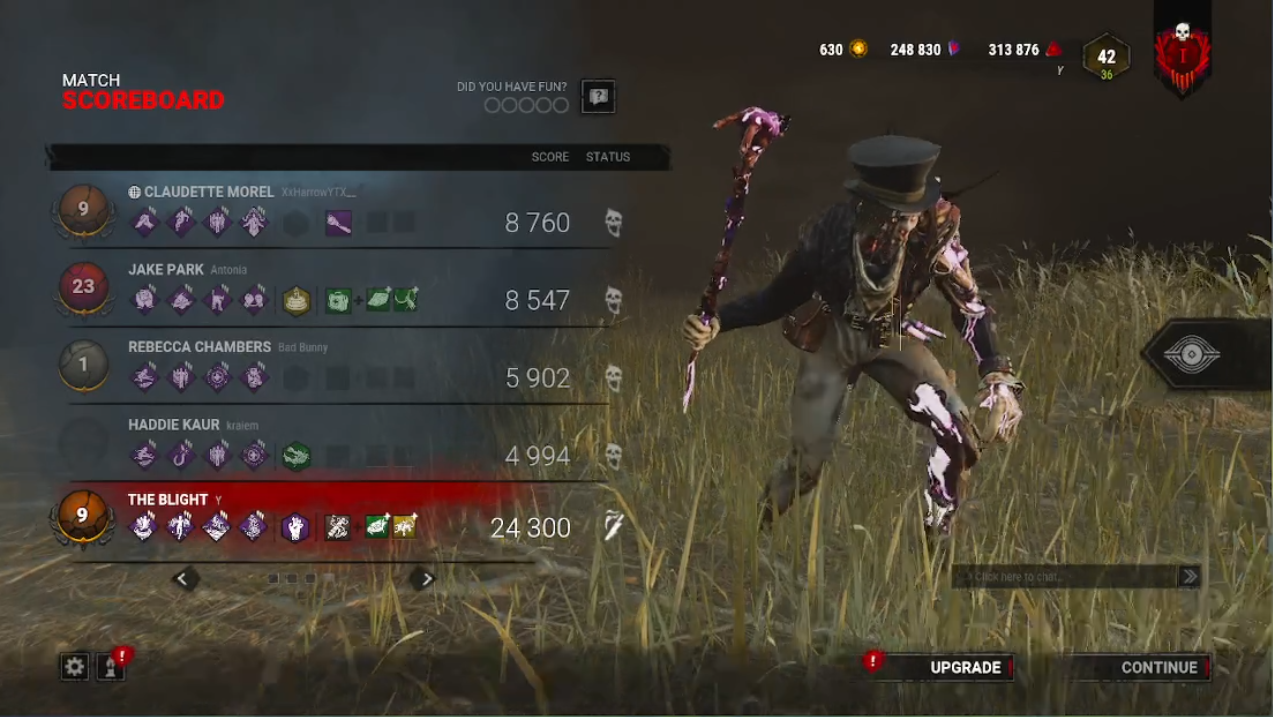 630 248 830 313 876
Y
42
36
I
MATCH
SCOREBOARD
DID YOU HAVE FUN?
?
SCORE STATUS
9
CLAUDETTE MOREL XxHarrowYTX__
8 760
23
JAKE PARK Antonia
8 547
1
REBECCA CHAMBERS Bad Bunny
5 902
HADDIE KAUR kraiem
4 994
9
THE BLIGHT Y
24 300
Click here to chat...
!
!
UPGRADE
CONTINUE